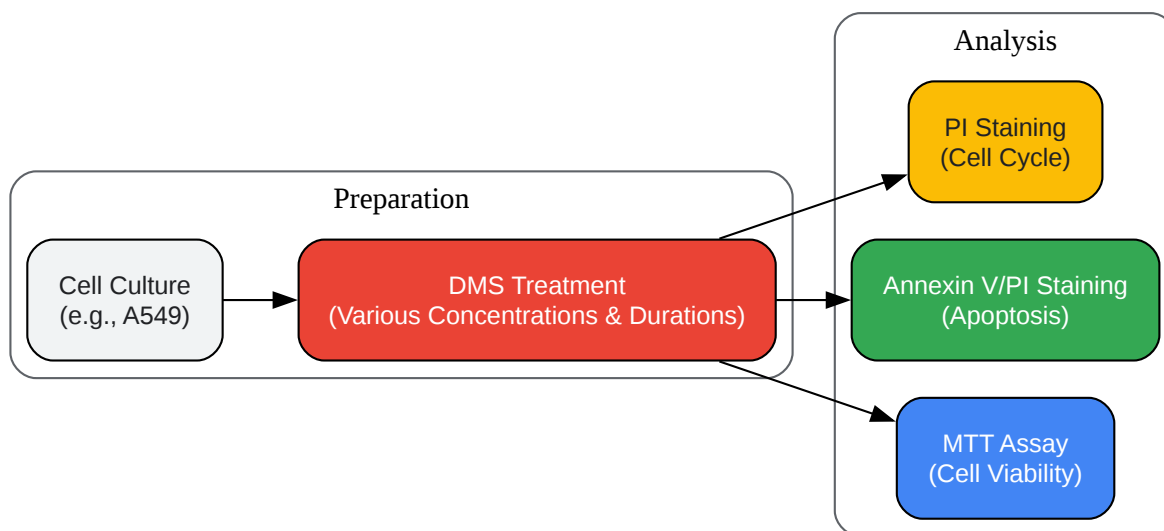 Analysis
PI Staining
(Cell Cycle)
Preparation
Cell Culture
(e.g., A549)
DMS Treatment
(Various Concentrations & Durations)
Annexin V/PI Staining
(Apoptosis)
MTT Assay
(Cell Viability)